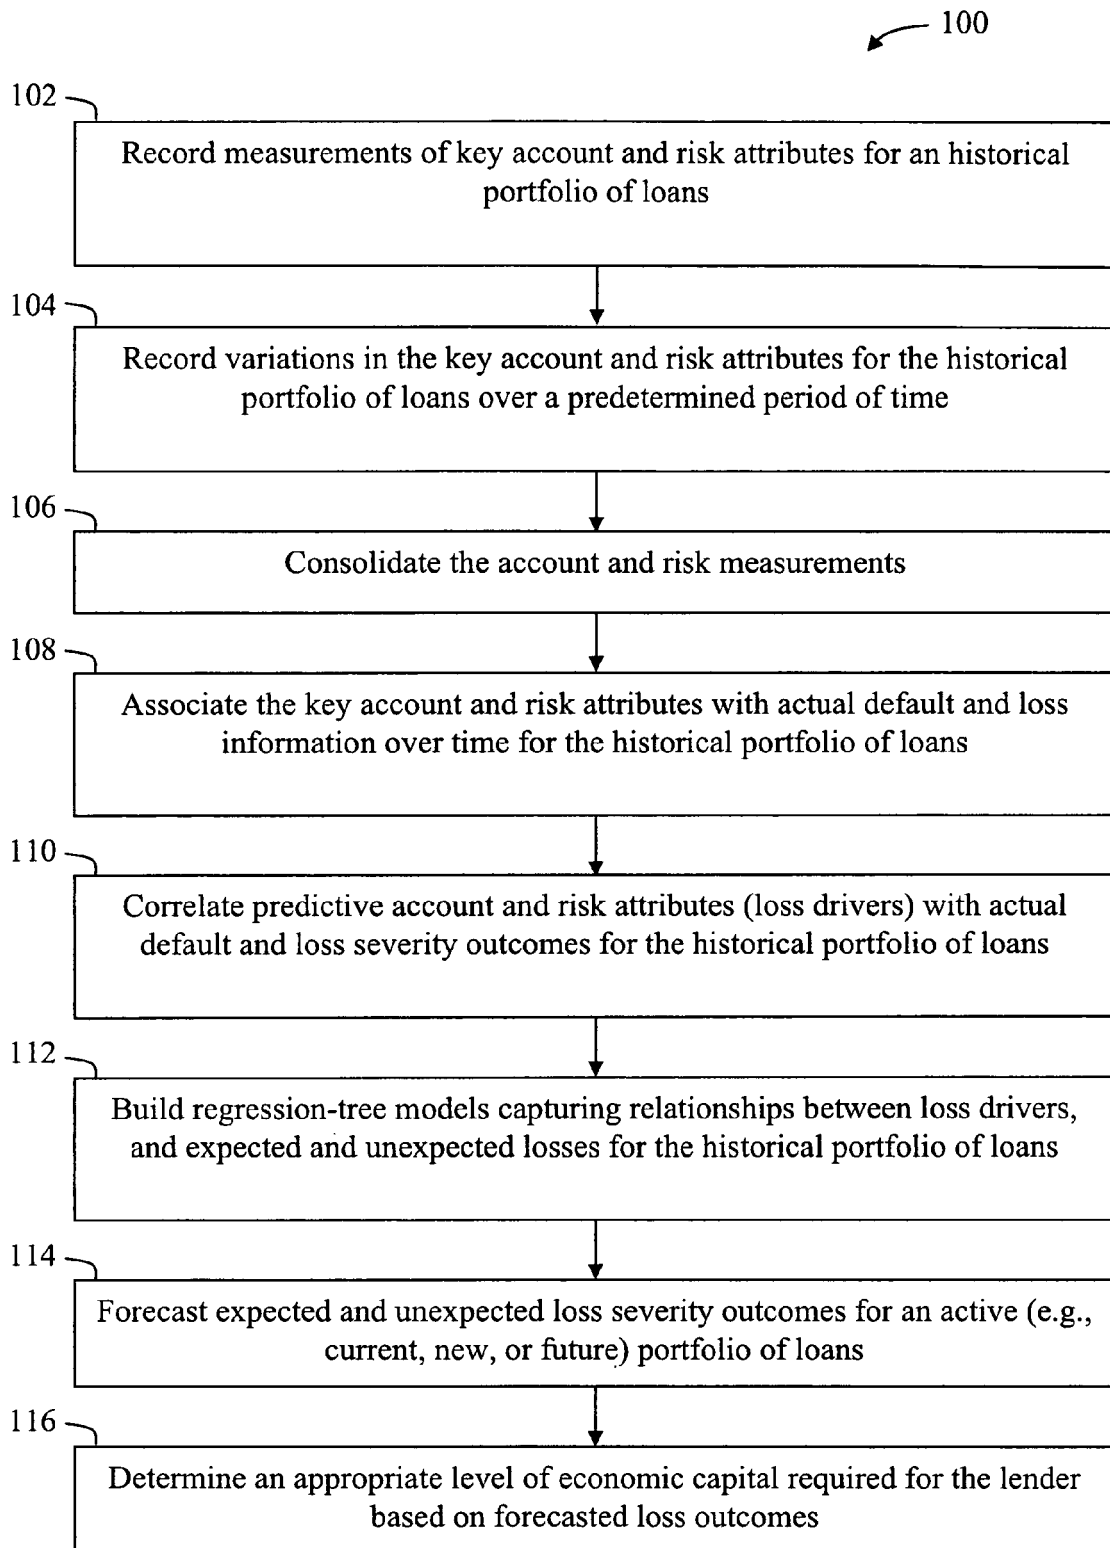 100
102
Record measurements of key account and risk attributes for an historical
portfolio of loans
104
Record variations in the key account and risk attributes for the historical
portfolio of loans over a predetermined period of time
106
Consolidate the account and risk measurements
108
Associate the key account and risk attributes with actual default and loss
information over time for the historical portfolio of loans
110
Correlate predictive account and risk attributes (loss drivers) with actual
default and loss severity outcomes for the historical portfolio of loans
112
Build regression-tree models capturing relationships between loss drivers,
and expected and unexpected losses for the historical portfolio of loans
114
Forecast expected and unexpected loss severity outcomes for an active (e.g.,
current, new, or future) portfolio of loans
116
Determine an appropriate level of economic capital required for the lender
based on forecasted loss outcomes